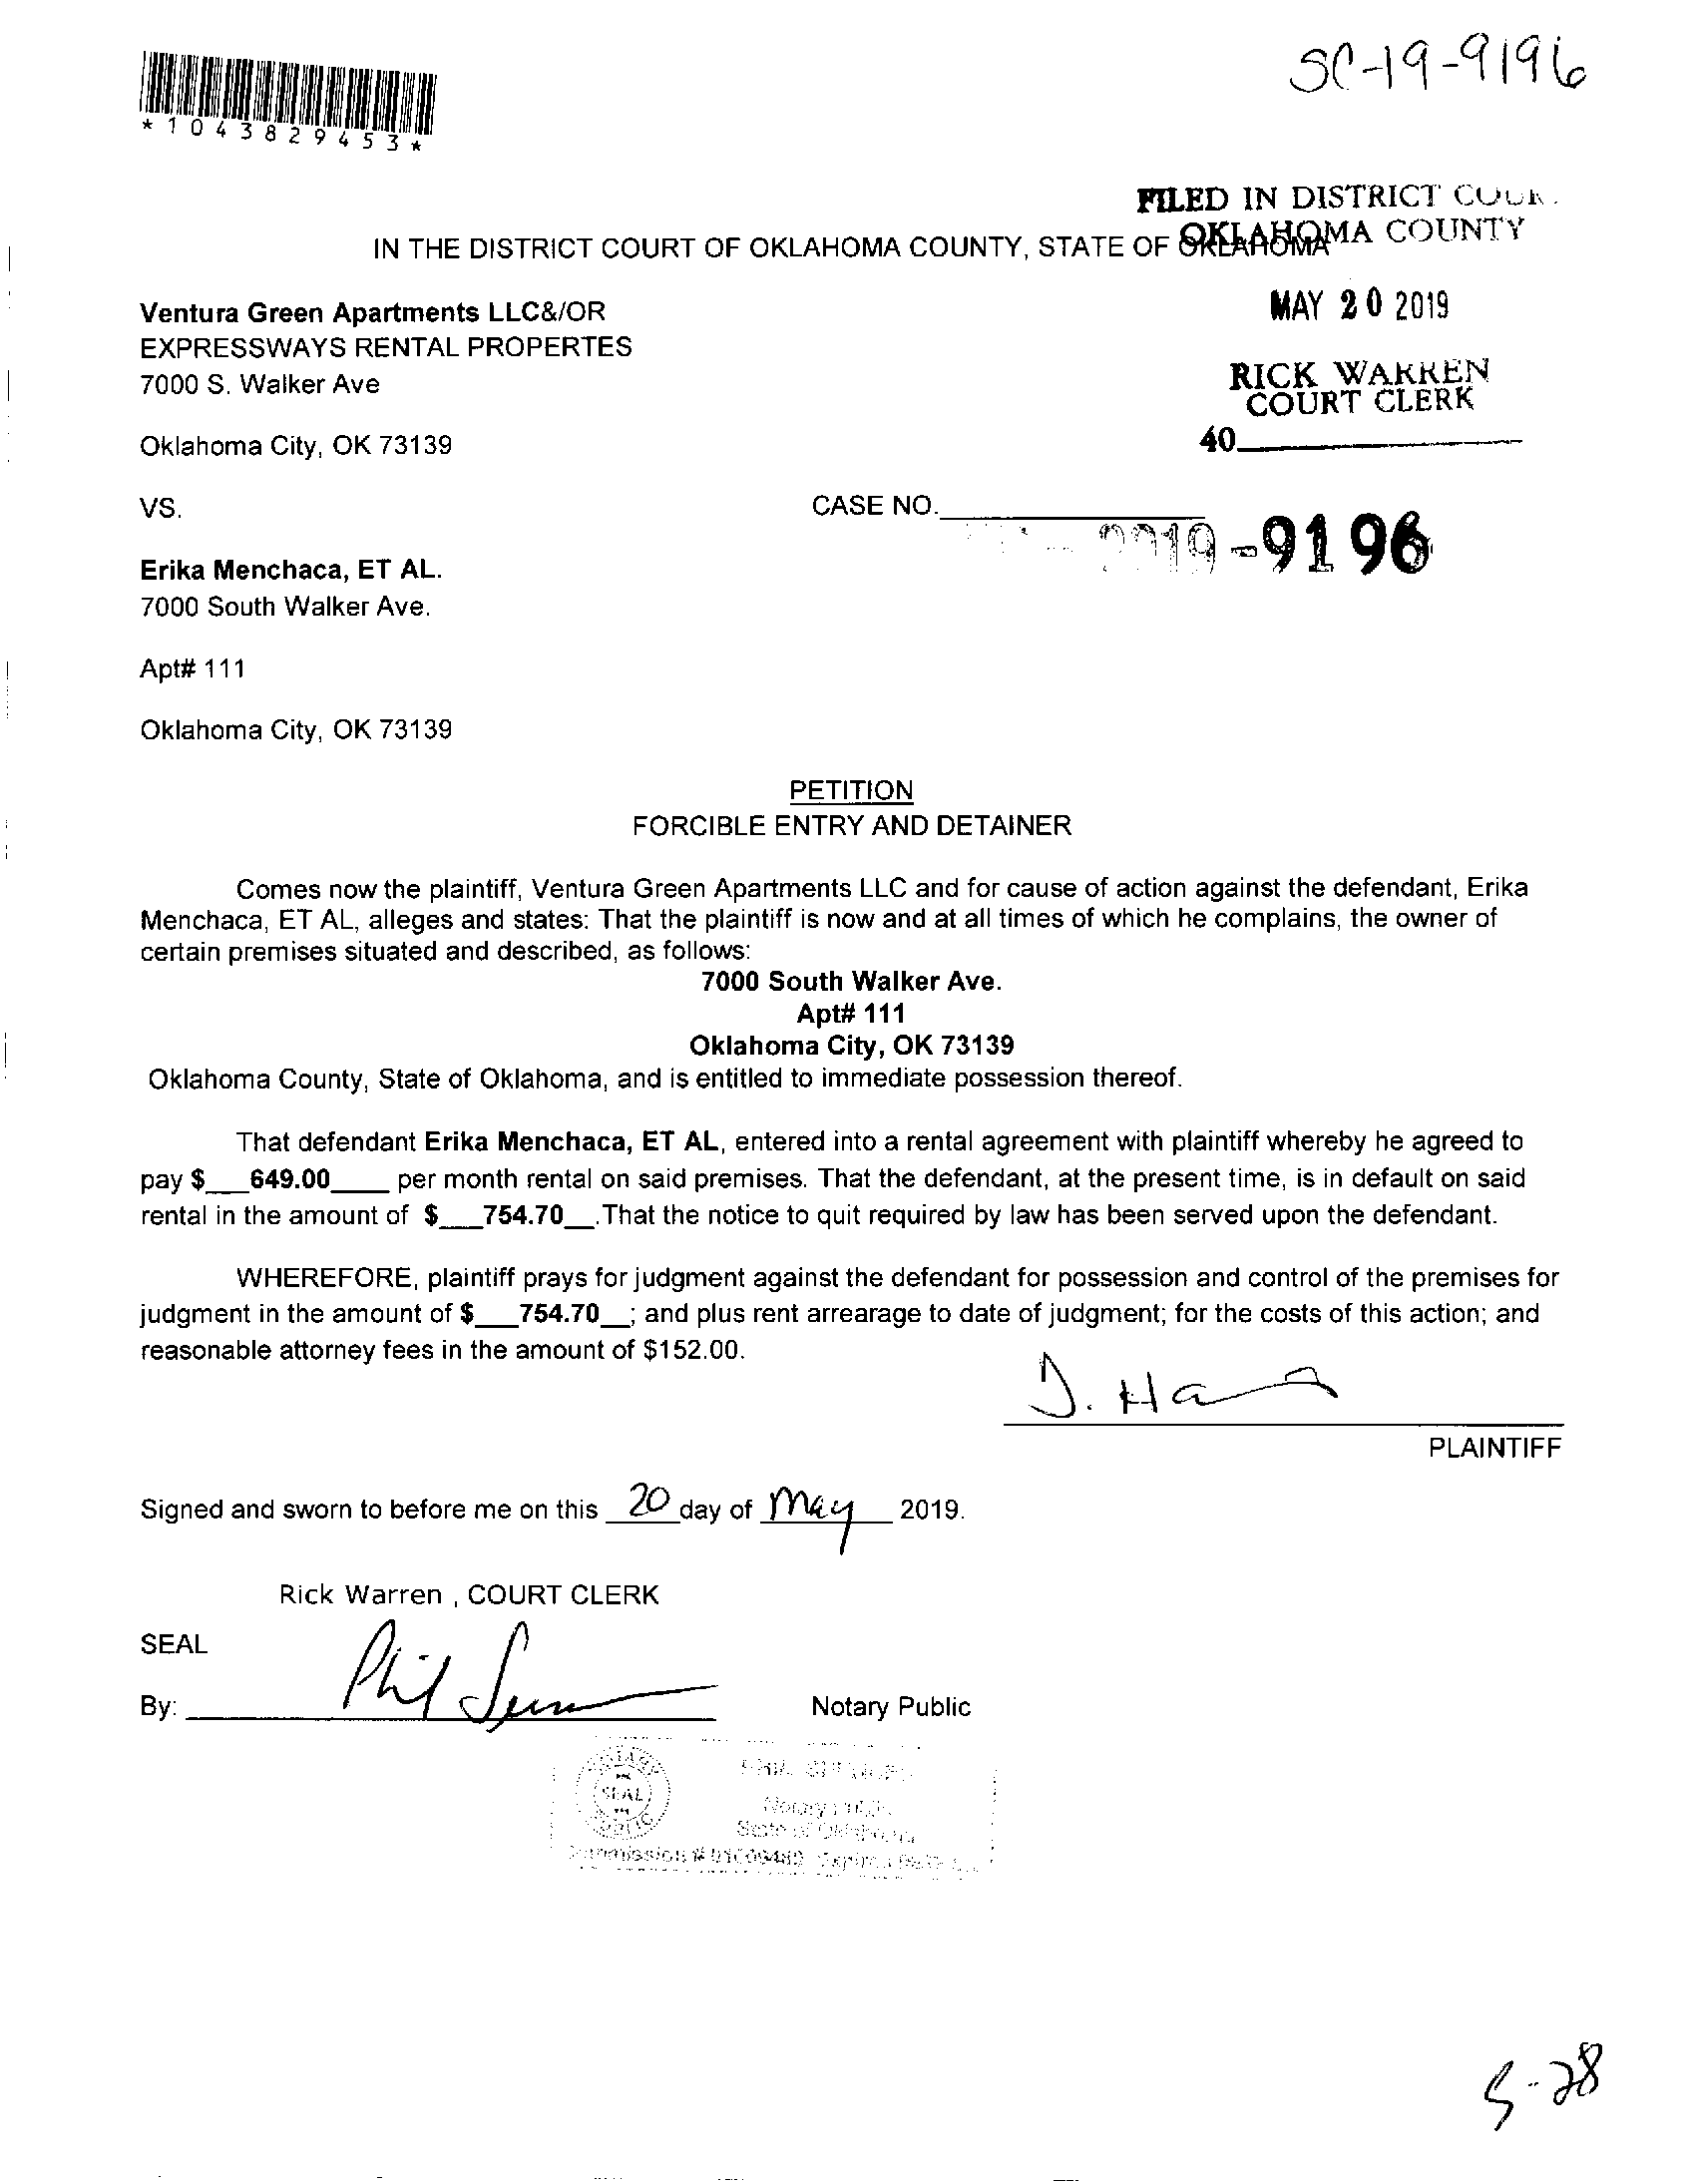 SC-19-9196
*1043829453*
FILED IN DISTRICT
OKLAHOMA COUNTY
IN THE DISTRICT COURT OF OKLAHOMA COUNTY, STATE OF OKLAHOMA
MAY 20 2019
Ventura Green Apartments LLC&/OR
EXPRESSWAYS RENTAL PROPERTES
7000 S. Walker Ave
RICK WARREN
COURT CLERK
Oklahoma City, OK 73139
40
VS.
CASE NO.
2019-9196
Erika Menchaca, ET AL.
7000 South Walker Ave.
Apt# 111
Oklahoma City, OK 73139
PETITION
FORCIBLE ENTRY AND DETAINER
Comes now the plaintiff, Ventura Green Apartments LLC and for cause of action against the defendant, Erika
Menchaca, ET AL, alleges and states: That the plaintiff is now and at all times of which he complains, the owner of
certain premises situated and described, as follows:
7000 South Walker Ave.
Apt# 111
Oklahoma City, OK 73139
Oklahoma County, State of Oklahoma, and is entitled to immediate possession thereof.
That defendant Erika Menchaca, ET AL, entered into a rental agreement with plaintiff whereby he agreed to
pay $___649.00____ per month rental on said premises. That the defendant, at the present time, is in default on said
rental in the amount of $___754.70__.That the notice to quit required by law has been served upon the defendant.
WHEREFORE, plaintiff prays for judgment against the defendant for possession and control of the premises for
judgment in the amount of $___754.70__; and plus rent arrearage to date of judgment; for the costs of this action; and
reasonable attorney fees in the amount of $152.00.
PLAINTIFF
Signed and sworn to before me on this 20 day of May 2019.
Rick Warren , COURT CLERK
SEAL
By: Phil
Notary Public
SEAL
Notary
State of Oklahoma
5-28